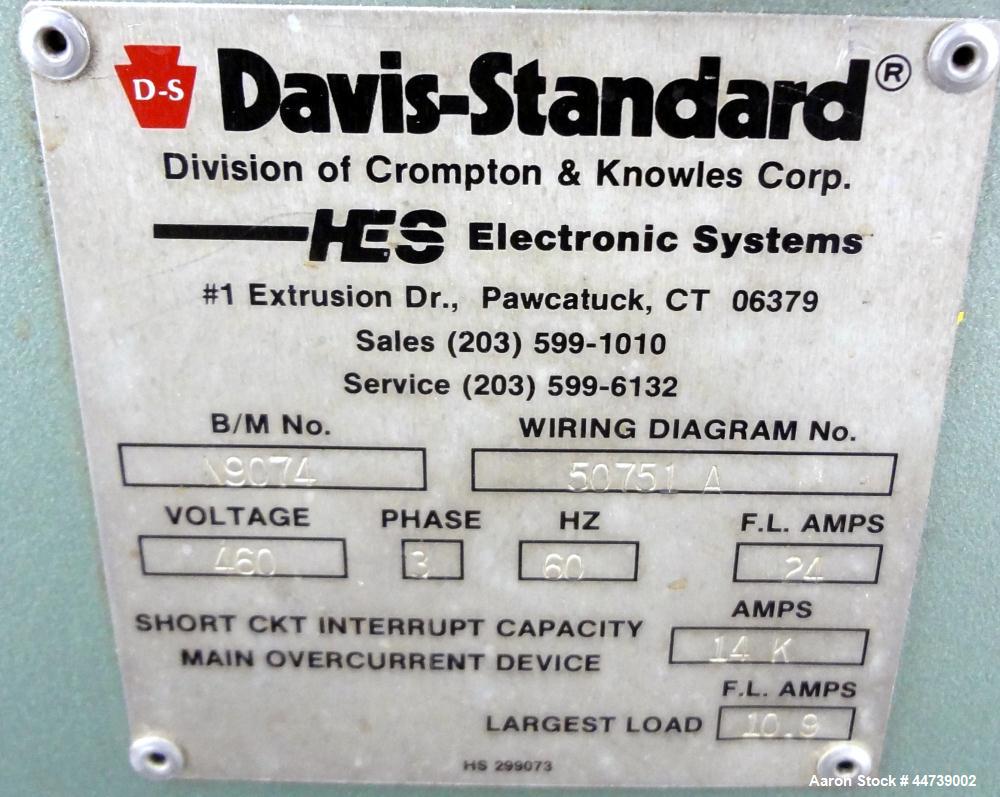 D-S Davis-Standard®
Division of Crompton & Knowles Corp.
HES Electronic Systems
#1 Extrusion Dr., Pawcatuck, CT 06379
Sales (203) 599-1010
Service (203) 599-6132
B/M No. WIRING DIAGRAM No.
50751 A
VOLTAGE PHASE HZ F.L. AMPS
460 3 60 24
AMPS
SHORT CKT INTERRUPT CAPACITY
14 K
MAIN OVERCURRENT DEVICE
F.L. AMPS
LARGEST LOAD 10.9
HS 299073
Aaron Stock # 44739002